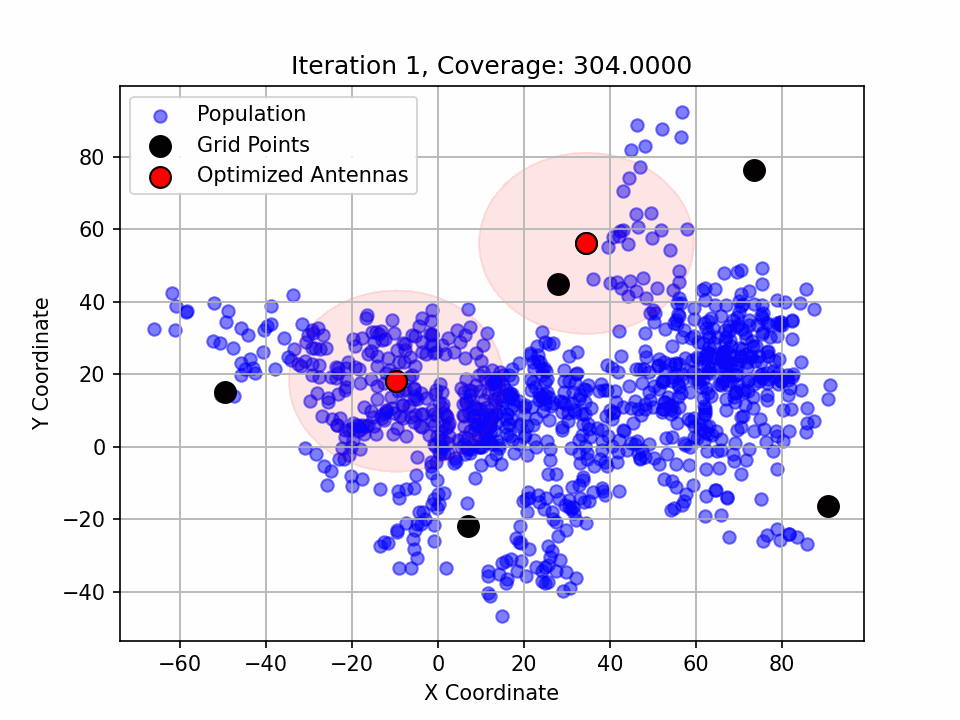 Iteration 1, Coverage: 304.0000
Population
Grid Points
Optimized Antennas
80
60
40
20
0
−20
−40
Y Coordinate
−60 −40 −20 0 20 40 60 80
X Coordinate